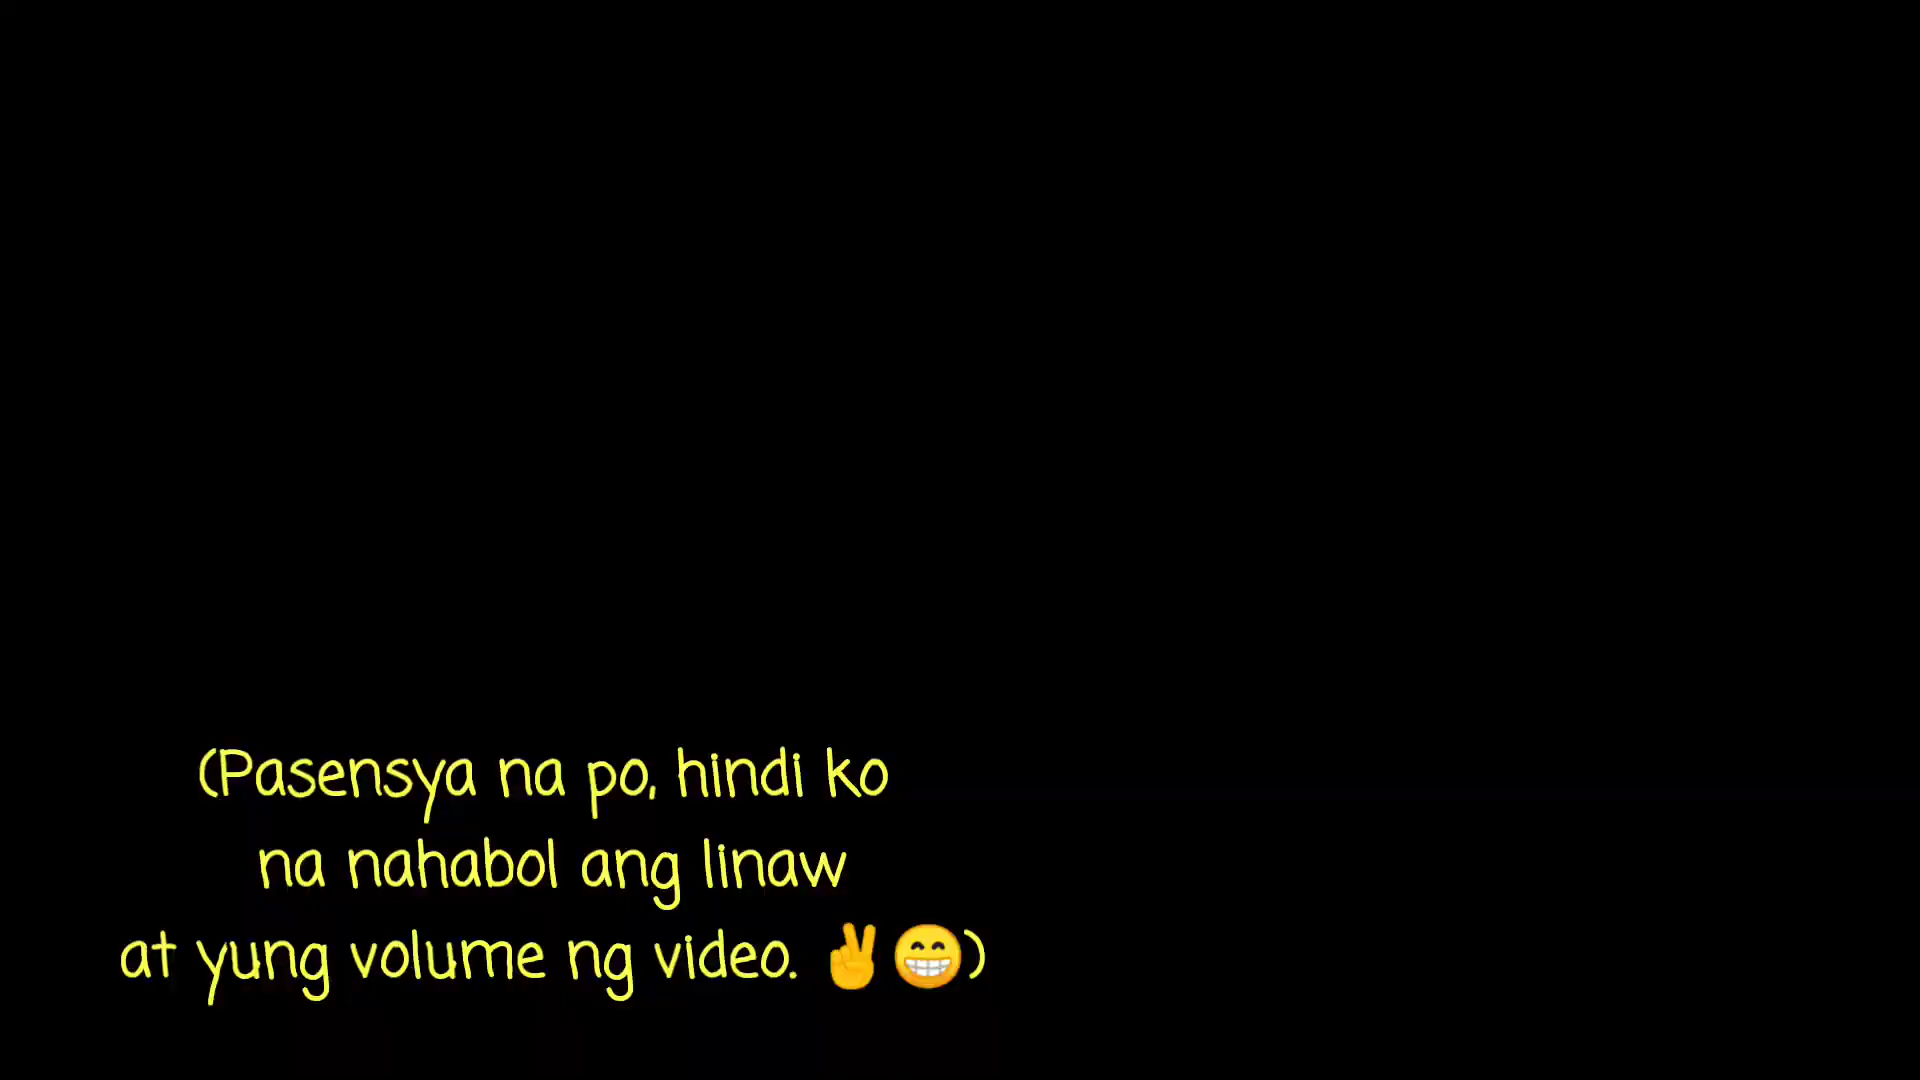 (Pasensya na po, hindi ko
na nahabol ang linaw
at yung volume ng video. ✌😁)